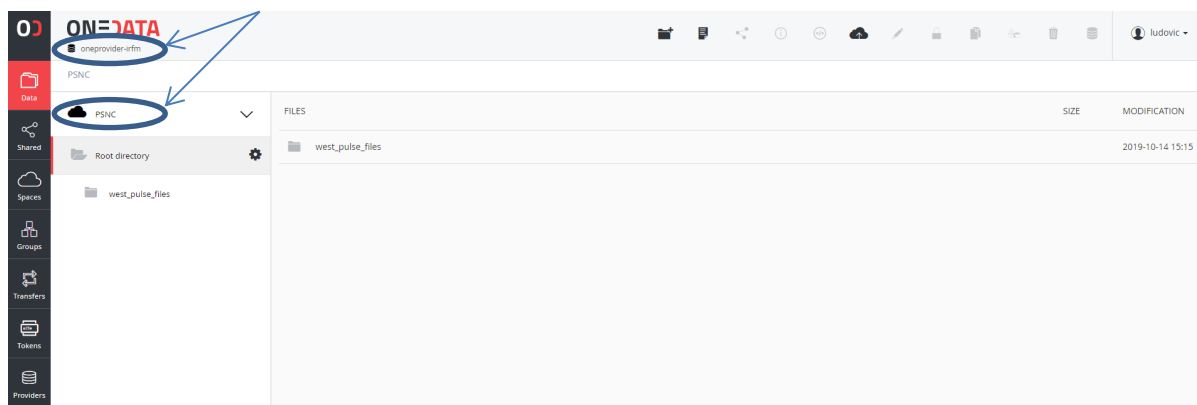 ONEDATA
oneprovider-irfm
ludovic
PSNC
Data
Shared
Spaces
Groups
Transfers
Tokens
Providers
PSNC
Root directory
west_pulse_files
FILES SIZE MODIFICATION
west_pulse_files 2019-10-14 15:15